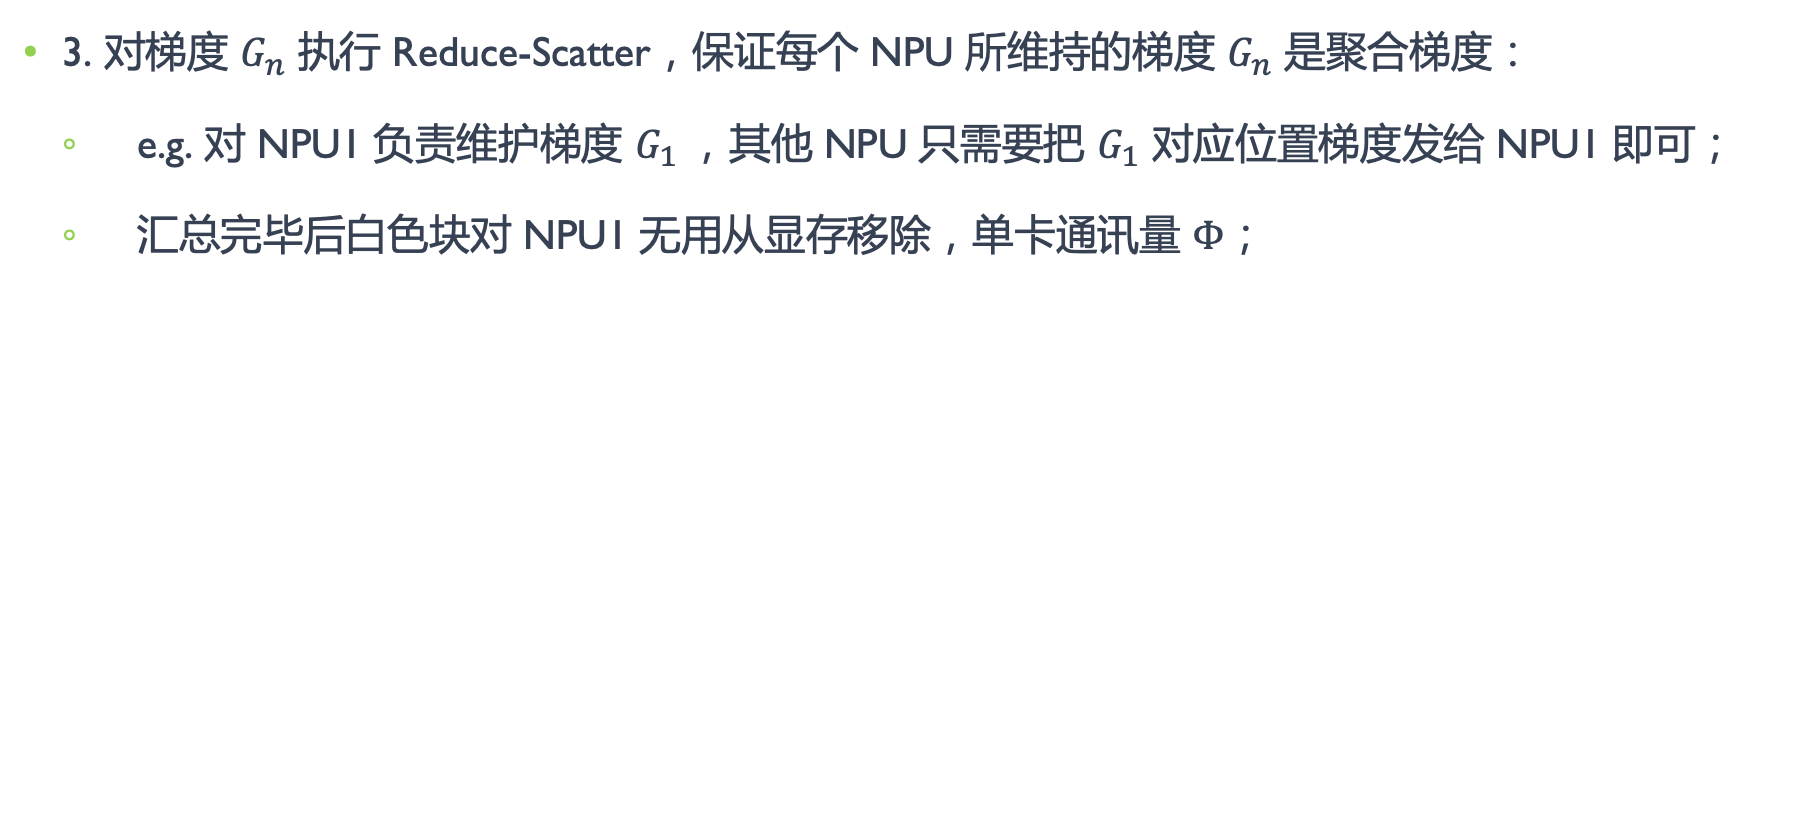 • 3. 对梯度 Gₙ 执行 Reduce-Scatter，保证每个 NPU 所维持的梯度 Gₙ 是聚合梯度：
◦ e.g. 对 NPU1 负责维护梯度 G₁ ，其他 NPU 只需要把 G₁ 对应位置梯度发给 NPU1 即可；
◦ 汇总完毕后白色块对 NPU1 无用从显存移除，单卡通讯量 Φ；